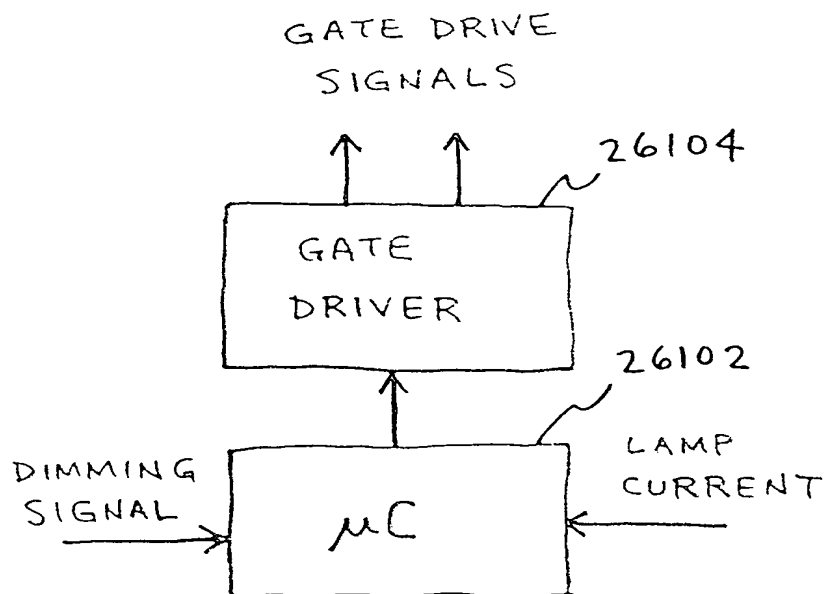 GATE DRIVE
SIGNALS
26104
GATE
DRIVER
26102
DIMMING
SIGNAL
LAMP
CURRENT
μC